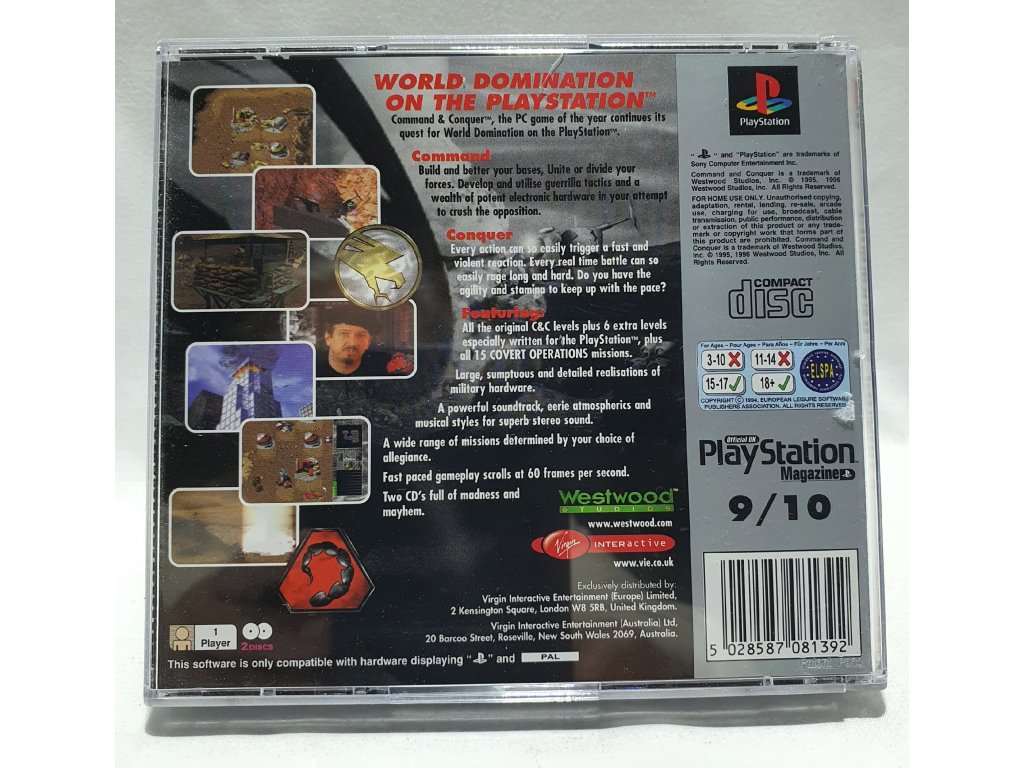 WORLD DOMINATION
ON THE PLAYSTATION™
Command & Conquer™, the PC game of the year continues its
quest for World Domination on the PlayStation™.
Command
Build and better your bases, Unite or divide your
forces. Develop and utilise guerrilla tactics and a
wealth of potent electronic hardware in your attempt
to crush the opposition.
Conquer
Every action can so easily trigger a fast and
violent reaction. Every real time battle can so
easily rage long and hard. Do you have the
agility and stamina to keep up with the pace?
Featuring:
All the original C&C levels plus 6 extra levels
especially written for the PlayStation™, plus
all 15 COVERT OPERATIONS missions.
Large, sumptuous and detailed realisations of
military hardware.
A powerful soundtrack, eerie atmospherics and
musical styles for superb stereo sound.
A wide range of missions determined by your choice of
allegiance.
Fast paced gameplay scrolls at 60 frames per second.
Two CD's full of madness and
mayhem.
Westwood™
STUDIOS
www.westwood.com
Virgin INTERactive
www.vie.co.uk
Exclusively distributed by:
Virgin Interactive Entertainment (Europe) Limited,
2 Kensington Square, London W8 5RB, United Kingdom.
Virgin Interactive Entertainment (Australia) Ltd,
20 Barcoo Street, Roseville, New South Wales 2069, Australia.
1
Player
2 DISCS
This software is only compatible with hardware displaying " " and PAL
PlayStation
" " and "PlayStation" are trademarks of
Sony Computer Entertainment Inc.
Command and Conquer is a trademark of
Westwood Studios, Inc. © 1995, 1996
Westwood Studios, Inc. All Rights Reserved.
FOR HOME USE ONLY. Unauthorised copying,
adaptation, rental, lending, re-sale, arcade
use, charging for use, broadcast, cable
transmission, public performance, distribution
or extraction of this product or any trade-
mark or copyright work that forms part of
this product are prohibited. Command and
Conquer is a trademark of Westwood Studios,
Inc. © 1995, 1996 Westwood Studios, Inc. All
Rights Reserved.
COMPACT
disc
For Ages - Pour Ages - Para Años - Für Jahre - Per Anni
3-10 11-14
15-17 18+
ELSPA
COPYRIGHT © 1994, EUROPEAN LEISURE SOFTWARE
PUBLISHERS ASSOCIATION. ALL RIGHTS RESERVED
Official UK
PlayStation
Magazine
9/10
5 028587 081392